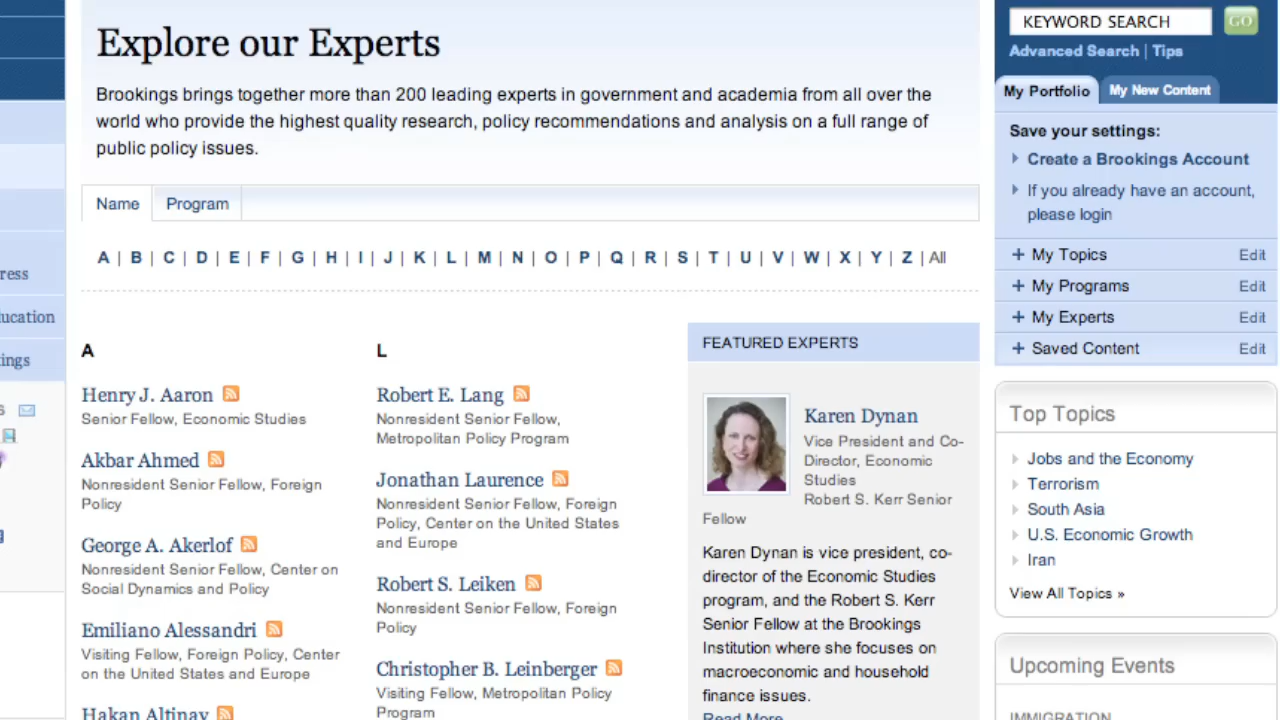 Explore our Experts
Brookings brings together more than 200 leading experts in government and academia from all over the
world who provide the highest quality research, policy recommendations and analysis on a full range of
public policy issues.
Name
Program
A | B | C | D | E | F | G | H | I | J | K | L | M | N | O | P | Q | R | S | T | U | V | W | X | Y | Z | All
A
Henry J. Aaron
Senior Fellow, Economic Studies
Akbar Ahmed
Nonresident Senior Fellow, Foreign
Policy
George A. Akerlof
Nonresident Senior Fellow, Center on
Social Dynamics and Policy
Emiliano Alessandri
Visiting Fellow, Foreign Policy, Center
on the United States and Europe
Hakan Altinay
L
Robert E. Lang
Nonresident Senior Fellow,
Metropolitan Policy Program
Jonathan Laurence
Nonresident Senior Fellow, Foreign
Policy, Center on the United States
and Europe
Robert S. Leiken
Nonresident Senior Fellow, Foreign
Policy
Christopher B. Leinberger
Visiting Fellow, Metropolitan Policy
Program
FEATURED EXPERTS
Karen Dynan
Vice President and Co-
Director, Economic
Studies
Robert S. Kerr Senior
Fellow
Karen Dynan is vice president, co-
director of the Economic Studies
program, and the Robert S. Kerr
Senior Fellow at the Brookings
Institution where she focuses on
macroeconomic and household
finance issues.
Read More
KEYWORD SEARCH
GO
Advanced Search | Tips
My Portfolio
My New Content
Save your settings:
Create a Brookings Account
If you already have an account,
please login
+ My Topics Edit
+ My Programs Edit
+ My Experts Edit
+ Saved Content Edit
Top Topics
Jobs and the Economy
Terrorism
South Asia
U.S. Economic Growth
Iran
View All Topics »
Upcoming Events
IMMIGRATION
ress
ucation
ings